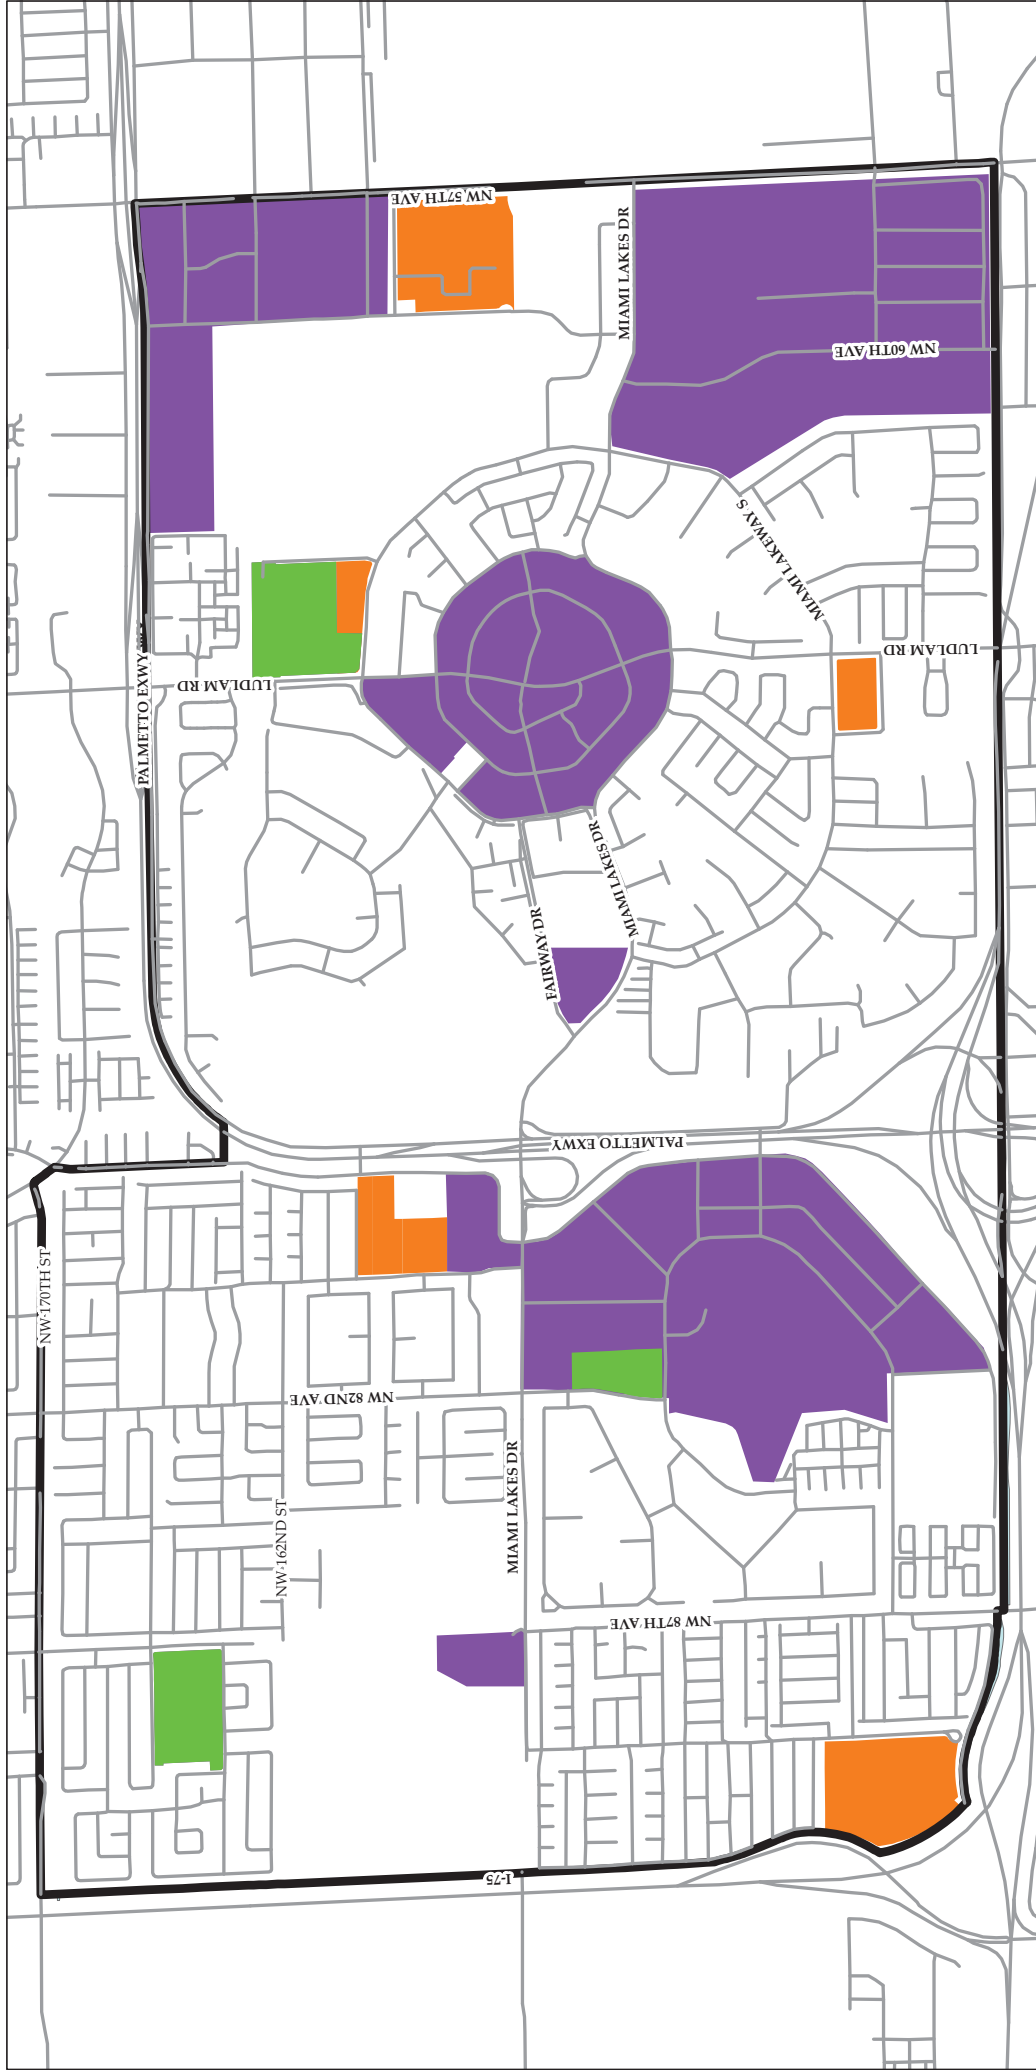 NW 57TH AVE
MIAMI LAKES DR
NW 60TH AVE
MIAMI LAKEWAY S
LUDLAM RD
PALMETTO EXWY
LUDLAM RD
MIAMI LAKES DR
FAIRWAY DR
PALMETTO EXWY
NW 170TH ST
NW 82ND AVE
MIAMI LAKES DR
NW 162ND ST
NW 87TH AVE
I-75